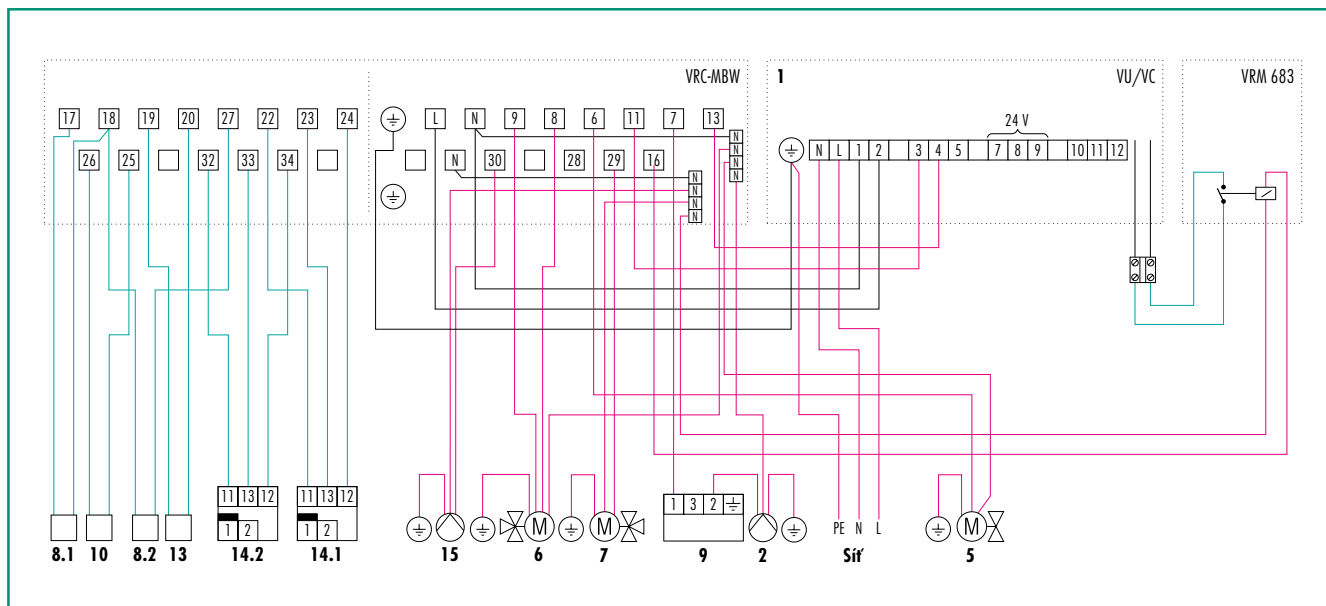 VRC-MBW 1 VU/VC VRM 683
24 V
17 18 19 20 27 22 23 24 L N 9 8 6 11 7 13
N
N
N
N
N L 1 2 3 4 5 7 8 9 10 11 12
26 25 32 33 34 N 30 28 29 16
N
N
N
N
11 13 12 11 13 12 1 3 2
1 2 1 2 M M PE N L M
8.1 10 8.2 13 14.2 14.1 15 6 7 9 2 Síť 5